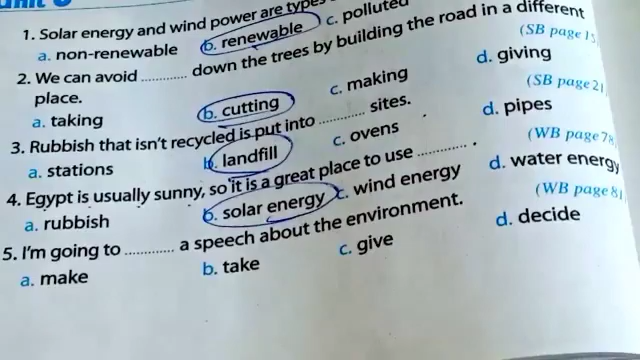 1. Solar energy and wind power are types
a. non-renewable b. renewable c. polluted
2. We can avoid ............ down the trees by building the road in a different
place. (SB page 15
a. taking b. cutting c. making d. giving
3. Rubbish that isn't recycled is put into ............ sites. (SB page 21
a. stations b. landfill c. ovens d. pipes
4. Egypt is usually sunny, so it is a great place to use ............ . (WB page 78
a. rubbish b. solar energy c. wind energy d. water energy
5. I'm going to ............ a speech about the environment. (WB page 81
a. make b. take c. give d. decide